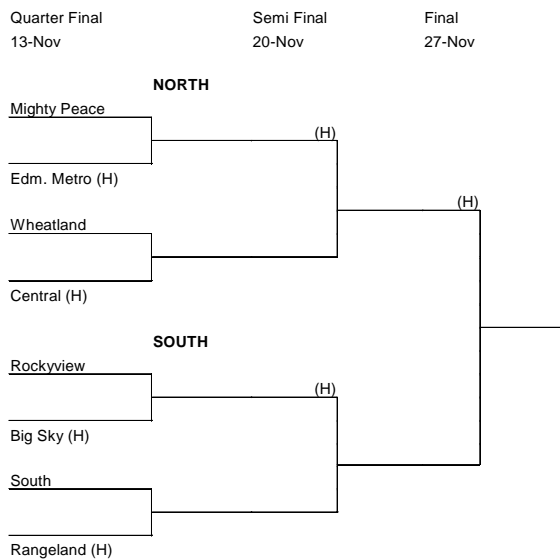 Quarter Final Semi Final Final
13-Nov 20-Nov 27-Nov
NORTH
Mighty Peace
(H)
Edm. Metro (H)
(H)
Wheatland
Central (H)
SOUTH
Rockyview
(H)
Big Sky (H)
South
Rangeland (H)